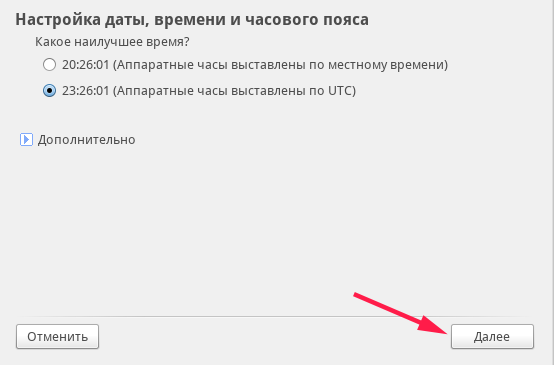 Настройка даты, времени и часового пояса
Какое наилучшее время?
20:26:01 (Аппаратные часы выставлены по местному времени)
23:26:01 (Аппаратные часы выставлены по UTC)
Дополнительно
Отменить
Далее